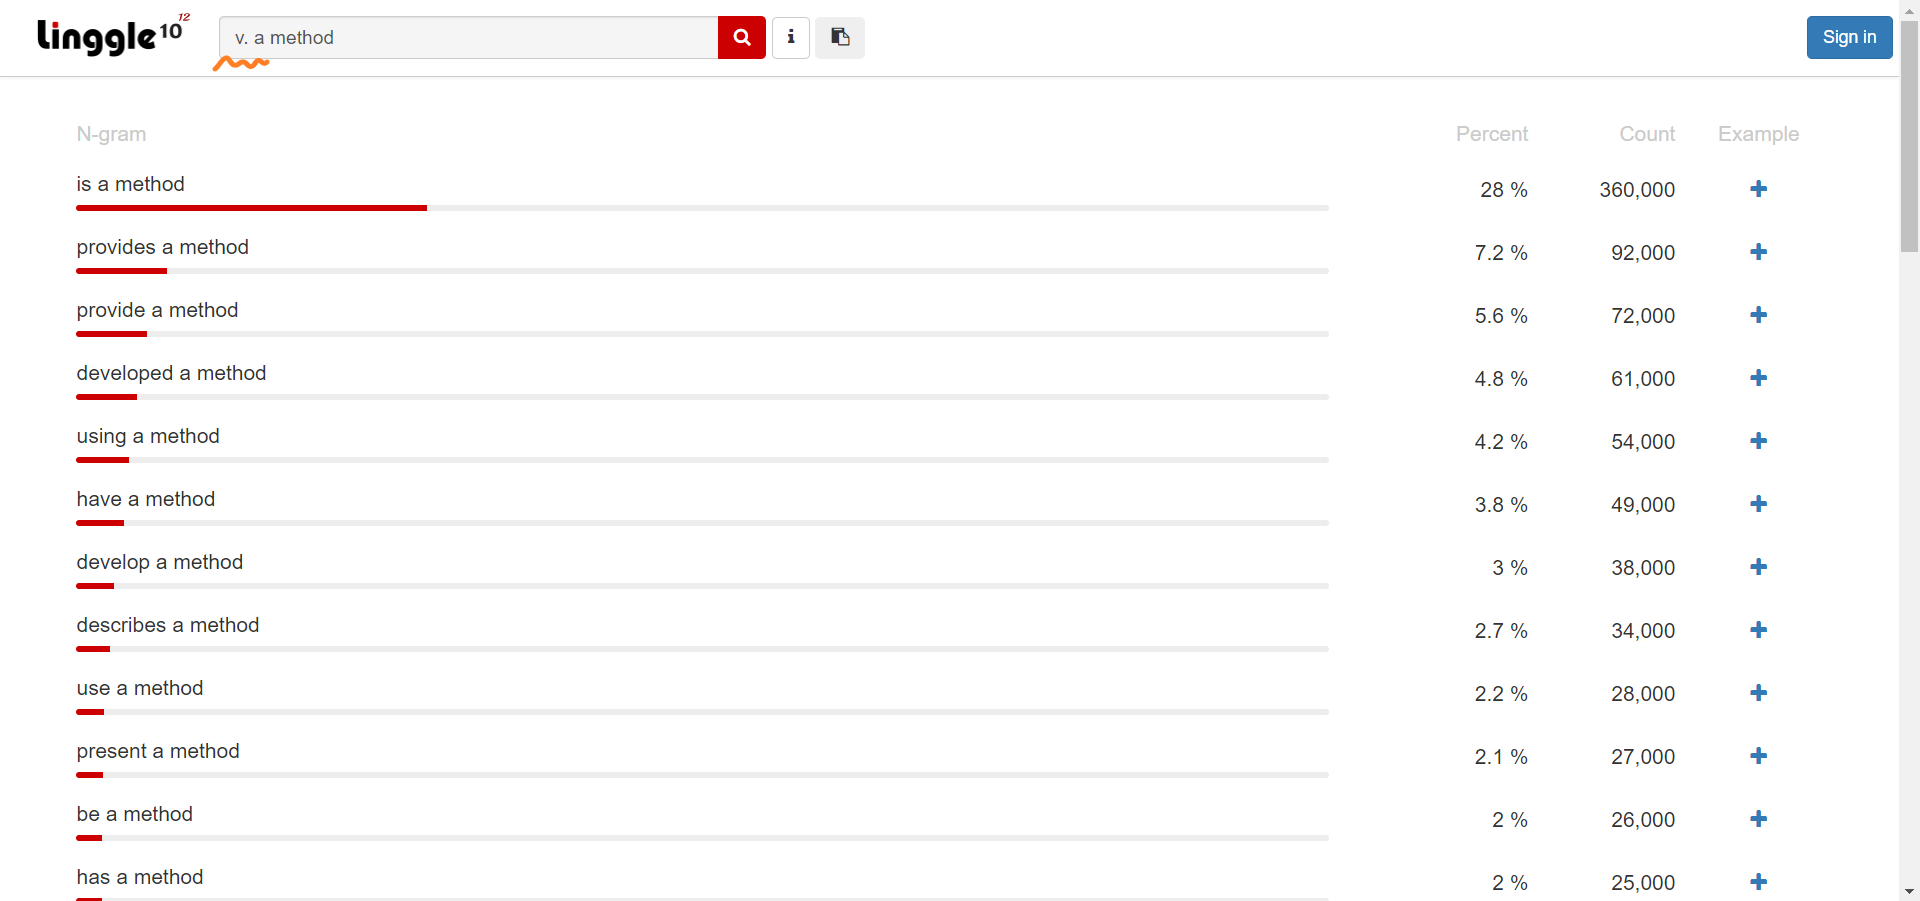 Linggle 10 12
v. a method
i
Sign in
N-gram Percent Count Example
is a method 28 % 360,000
provides a method 7.2 % 92,000
provide a method 5.6 % 72,000
developed a method 4.8 % 61,000
using a method 4.2 % 54,000
have a method 3.8 % 49,000
develop a method 3 % 38,000
describes a method 2.7 % 34,000
use a method 2.2 % 28,000
present a method 2.1 % 27,000
be a method 2 % 26,000
has a method 2 % 25,000